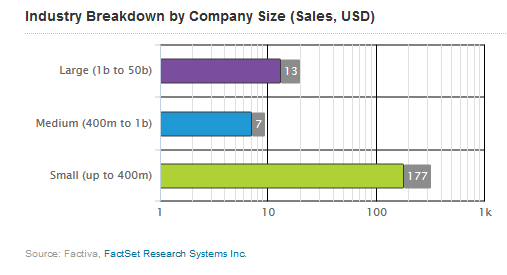 Industry Breakdown by Company Size (Sales, USD)
Large (1b to 50b)
13
Medium (400m to 1b)
7
Small (up to 400m)
177
1 10 100 1k
Source: Factiva, FactSet Research Systems Inc.